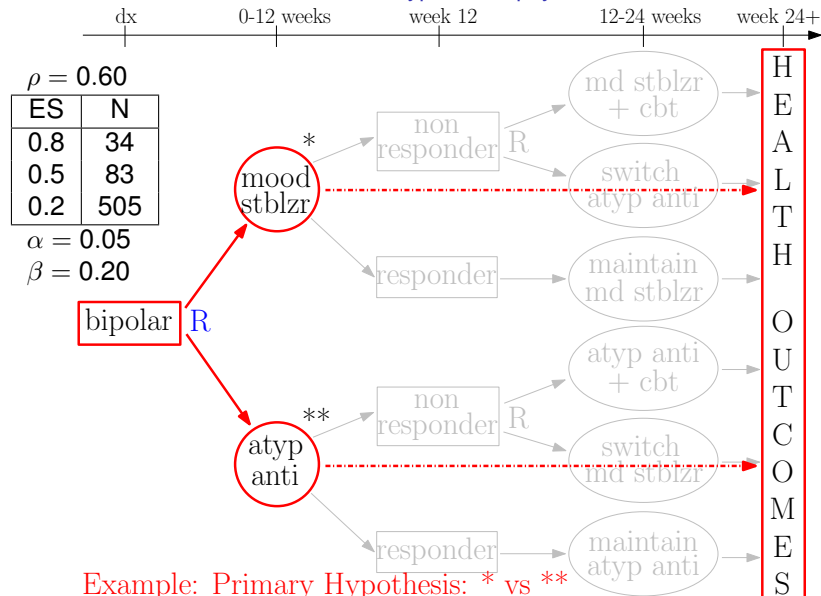 dx 0-12 weeks week 12 12-24 weeks week 24+
ρ = 0.60
ES N
0.8 34
0.5 83
0.2 505
α = 0.05
β = 0.20
bipolar R
*
mood
stblzr
**
atyp
anti
non
responder R
responder
non
responder R
responder
md stblzr
+ cbt
switch
atyp anti
maintain
md stblzr
atyp anti
+ cbt
switch
md stblzr
maintain
atyp anti
H
E
A
L
T
H
O
U
T
C
O
M
E
S
Example: Primary Hypothesis: * vs **